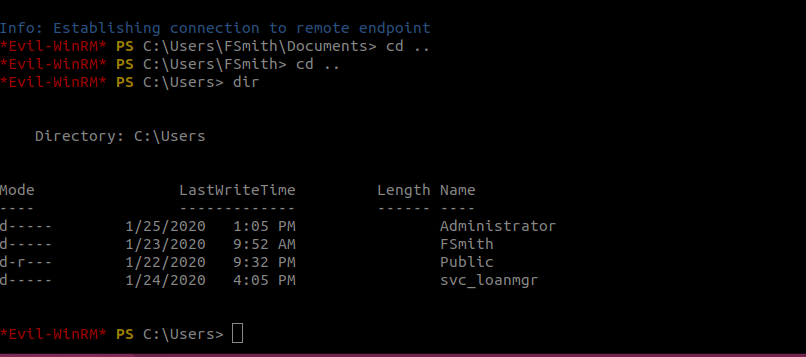 Info: Establishing connection to remote endpoint
*Evil-WinRM* PS C:\Users\FSmith\Documents> cd ..
*Evil-WinRM* PS C:\Users\FSmith> cd ..
*Evil-WinRM* PS C:\Users> dir
Directory: C:\Users
Mode LastWriteTime Length Name
---- ------------- ------ ----
d----- 1/25/2020 1:05 PM Administrator
d----- 1/23/2020 9:52 AM FSmith
d-r--- 1/22/2020 9:32 PM Public
d----- 1/24/2020 4:05 PM svc_loanmgr
*Evil-WinRM* PS C:\Users>